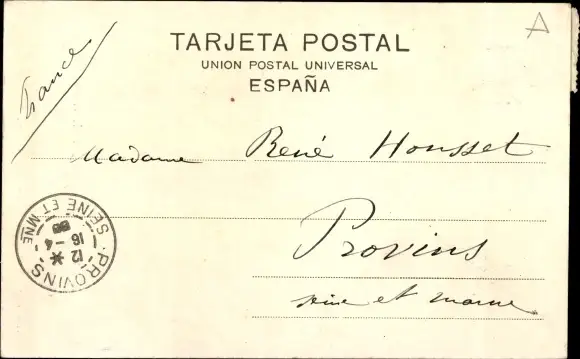 A
France
TARJETA POSTAL
UNION POSTAL UNIVERSAL
ESPAÑA
Madame René Housset
Provins
Seine et Marne
PROVINS
12 *
16 - 4
SEINE ET MNE